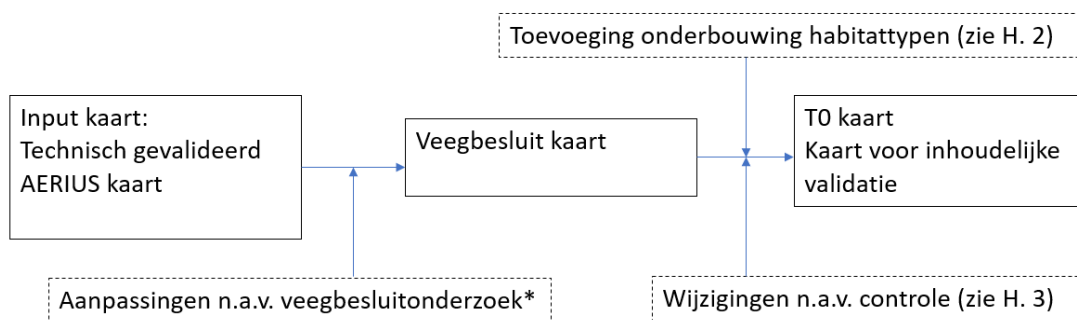 Toevoeging onderbouwing habitattypen (zie H. 2)
Input kaart:
Technisch gevalideerd
AERIUS kaart
Veegbesluit kaart
T0 kaart
Kaart voor inhoudelijke
validatie
Aanpassingen n.a.v. veegbesluitonderzoek*
Wijzigingen n.a.v. controle (zie H. 3)